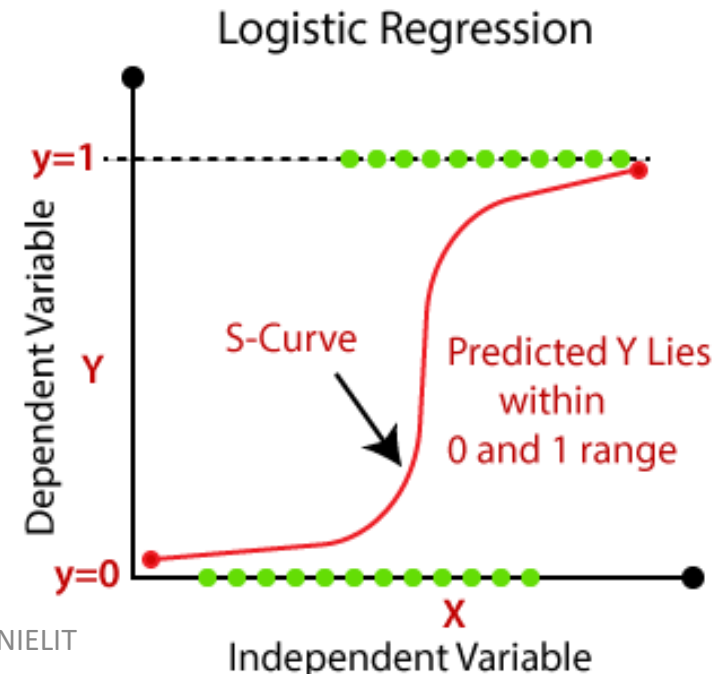 Logistic Regression
y=1
Dependent Variable
Y
S-Curve
Predicted Y Lies
within
0 and 1 range
y=0
X
NIELIT
Independent Variable